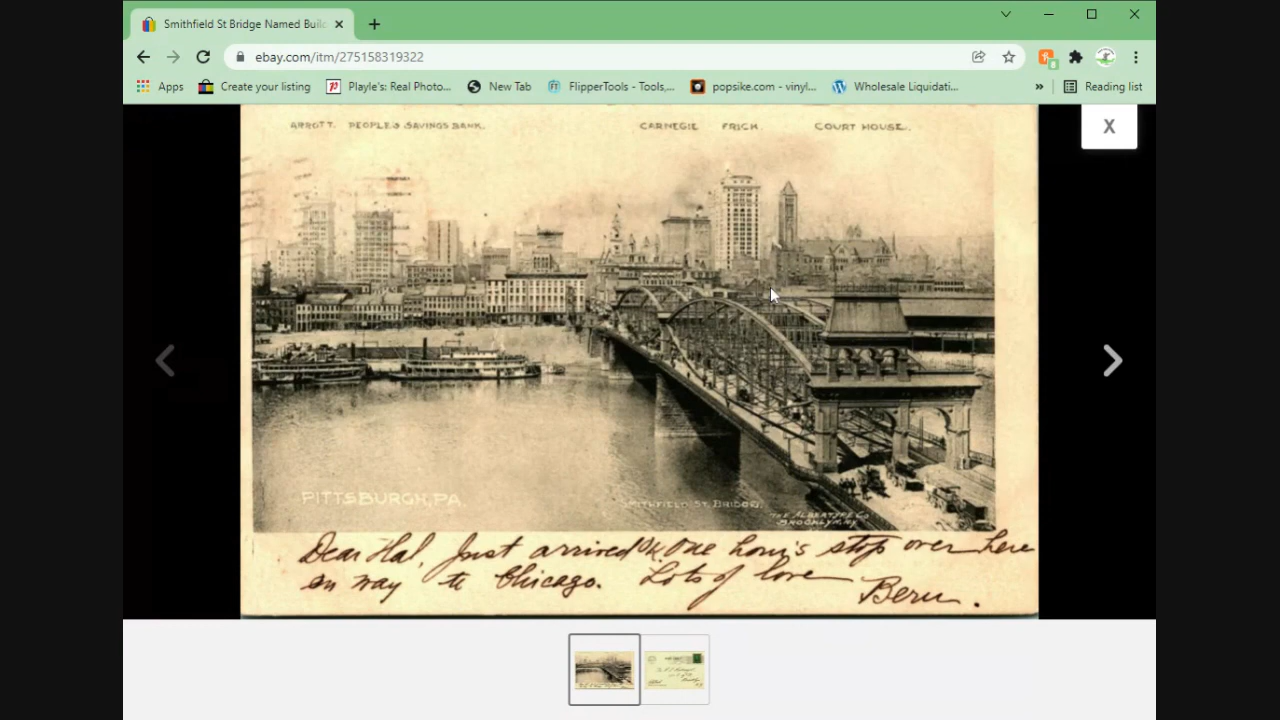 Smithfield St Bridge Named Buil
ebay.com/itm/275158319322
Apps Create your listing Playle's: Real Photo... New Tab FlipperTools - Tools,... popsike.com - vinyl... Wholesale Liquidati... » Reading list
ARROTT. PEOPLE'S SAVINGS BANK. CARNEGIE FRICK COURT HOUSE.
X
PITTSBURGH, PA. SMITHFIELD ST. BRIDGE.
THE ALBERTYPE CO.
BROOKLYN, N.Y.
Dear Hal, Just arrived OK One hour's stop over here
on way to Chicago. Lots of love